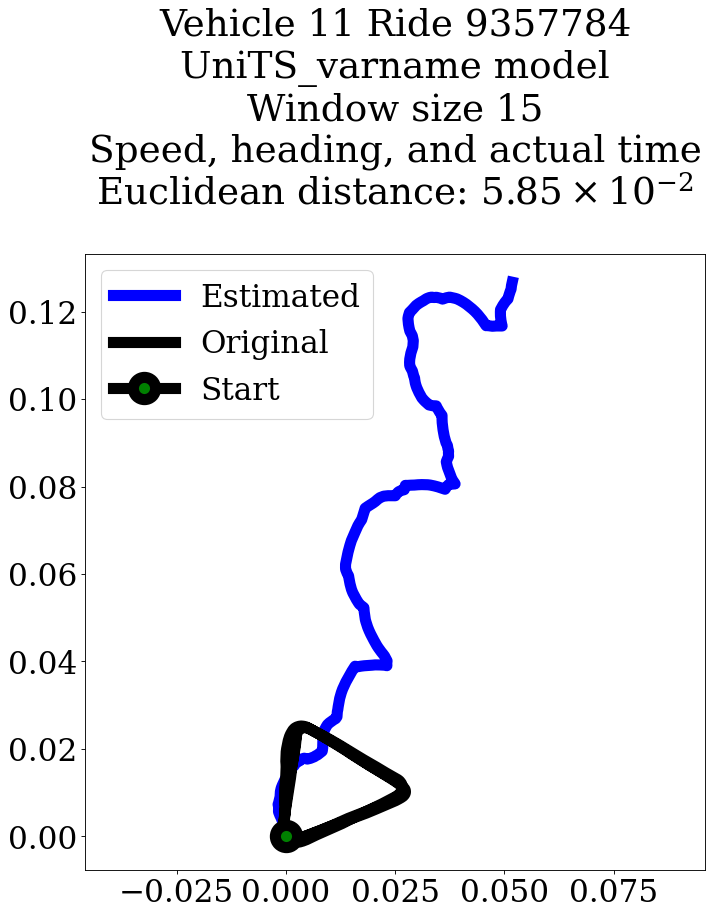 Vehicle 11 Ride 9357784
UniTS_varname model
Window size 15
Speed, heading, and actual time
Euclidean distance: 5.85 × 10⁻²
Estimated
Original
Start
0.12
0.10
0.08
0.06
0.04
0.02
0.00
−0.025 0.000 0.025 0.050 0.075